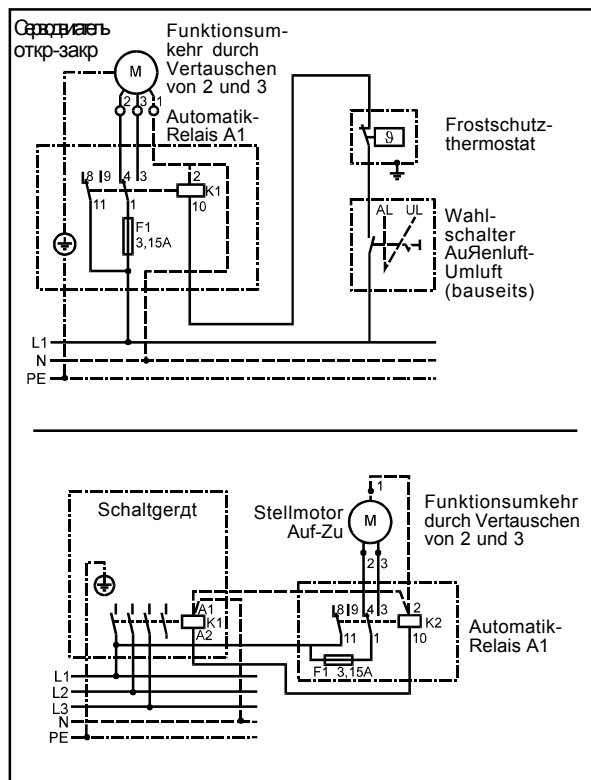 Серводвигатель
откр-закр
Funktionsum-
kehr durch
Vertauschen
von 2 und 3
M
2 3 1
Automatik-
Relais A1
8 9 4 3 2
K1
11 1 10
F1
3,15A
L1
N
PE
Frostschutz-
thermostat
ϑ
AL UL
Wahl-
schalter
AuЯenluft-
Umluft
(bauseits)
Schaltgerдt
Stellmotor
Auf-Zu
1
M
2 3
Funktionsumkehr
durch Vertauschen
von 2 und 3
A1
K1
A2
8 9 4 3 2
K2
11 1 10
F1 3,15A
Automatik-
Relais A1
L1
L2
L3
N
PE